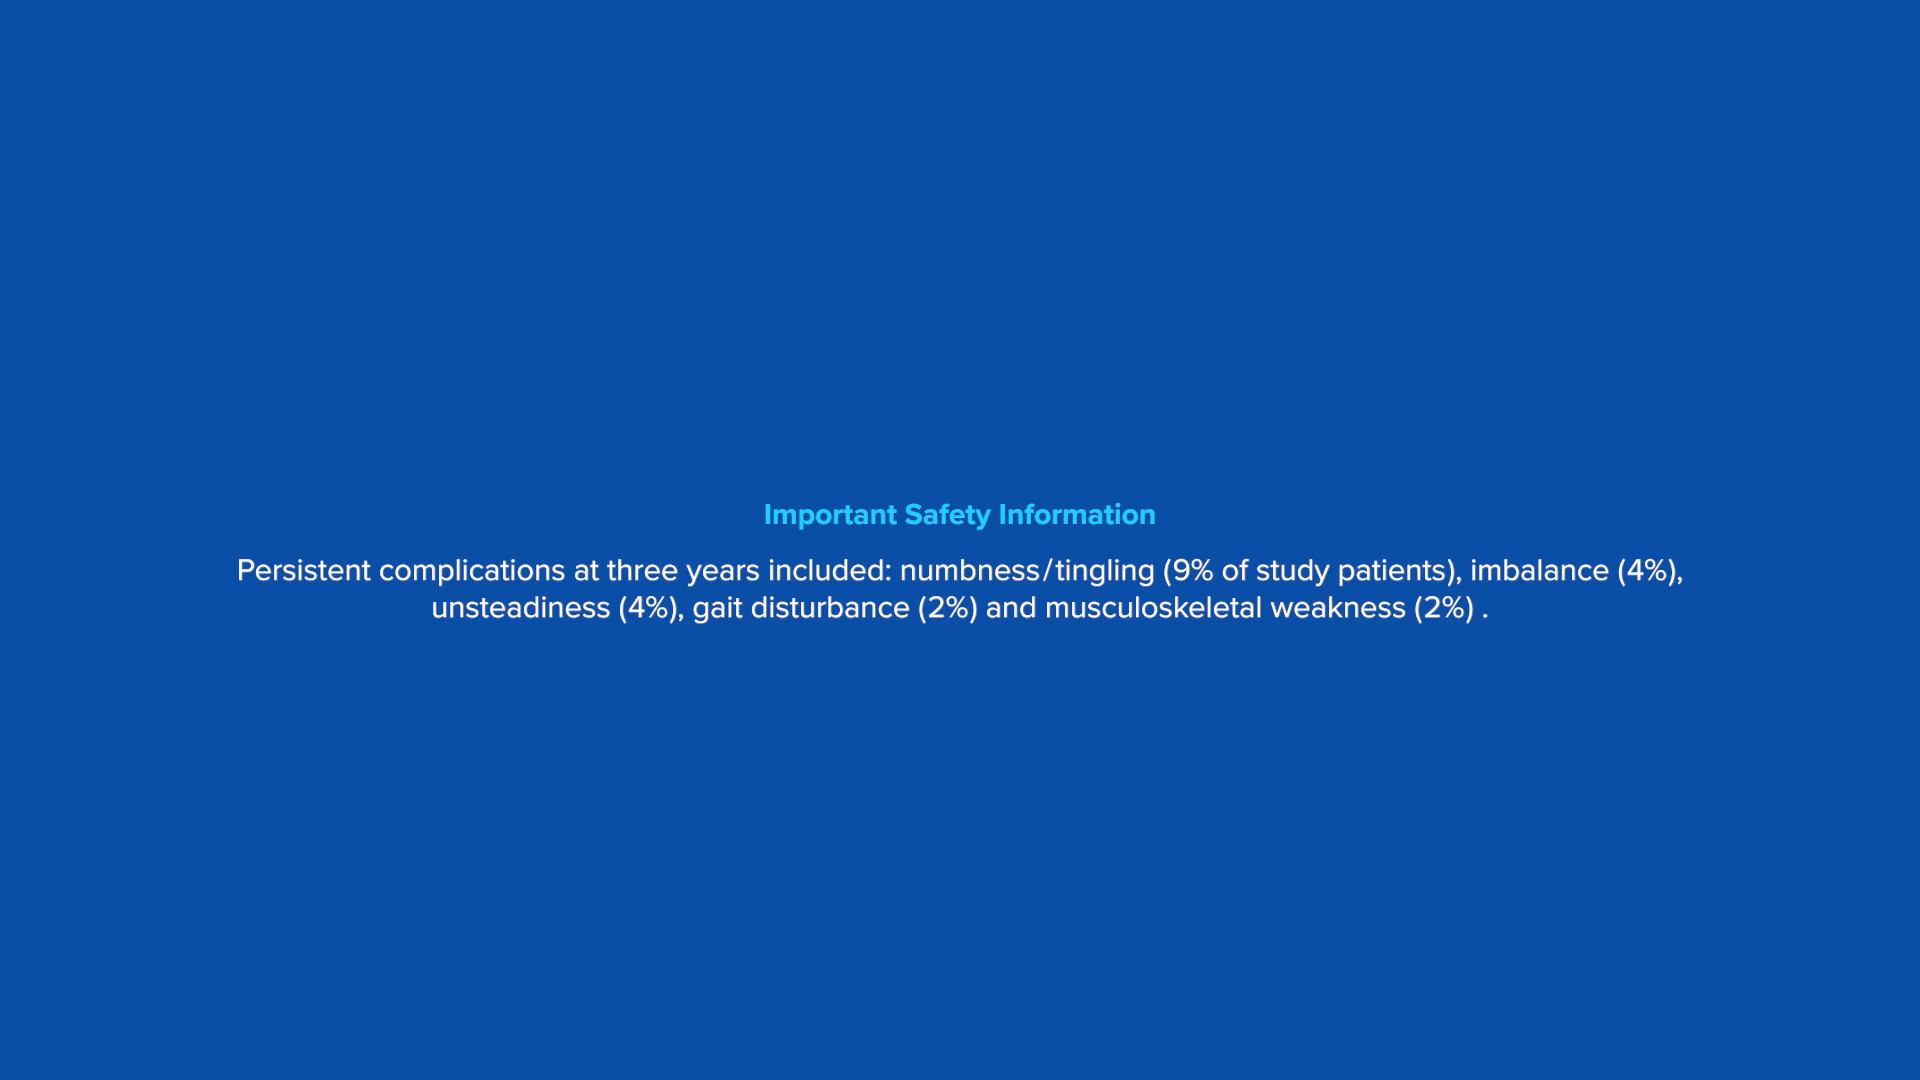 Important Safety Information
Persistent complications at three years included: numbness/tingling (9% of study patients), imbalance (4%),
unsteadiness (4%), gait disturbance (2%) and musculoskeletal weakness (2%) .